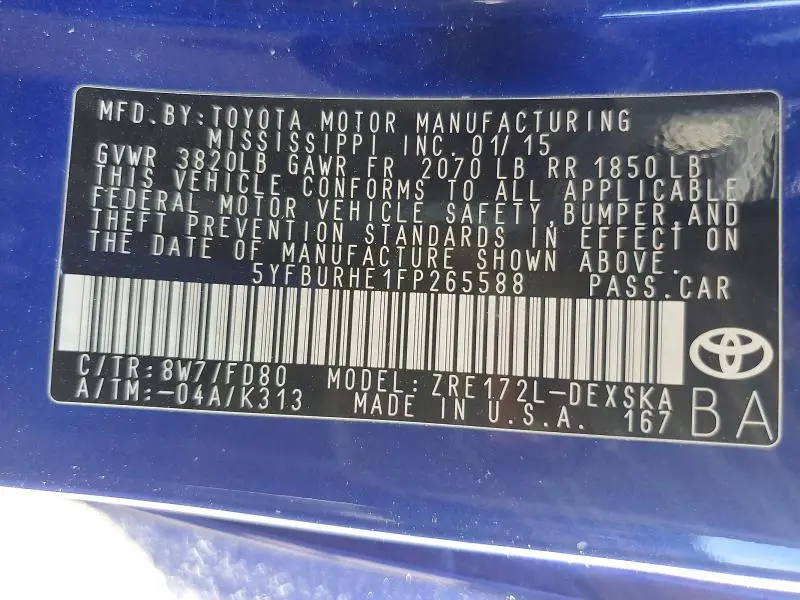 MFD.BY:TOYOTA MOTOR MANUFACTURING
MISSISSIPPI INC. 01/15
GVWR 3820LB GAWR FR 2070 LB RR 1850 LB
THIS VEHICLE CONFORMS TO ALL APPLICABLE
FEDERAL MOTOR VEHICLE SAFETY,BUMPER,AND
THEFT PREVENTION STANDARDS IN EFFECT ON
THE DATE OF MANUFACTURE SHOWN ABOVE.
5YFBURHE1FP265588 PASS.CAR
C/TR:8W7/FD80 MODEL:ZRE172L-DEXSKA
A/TM:-04A/K313 MADE IN U.S.A. 167
BA